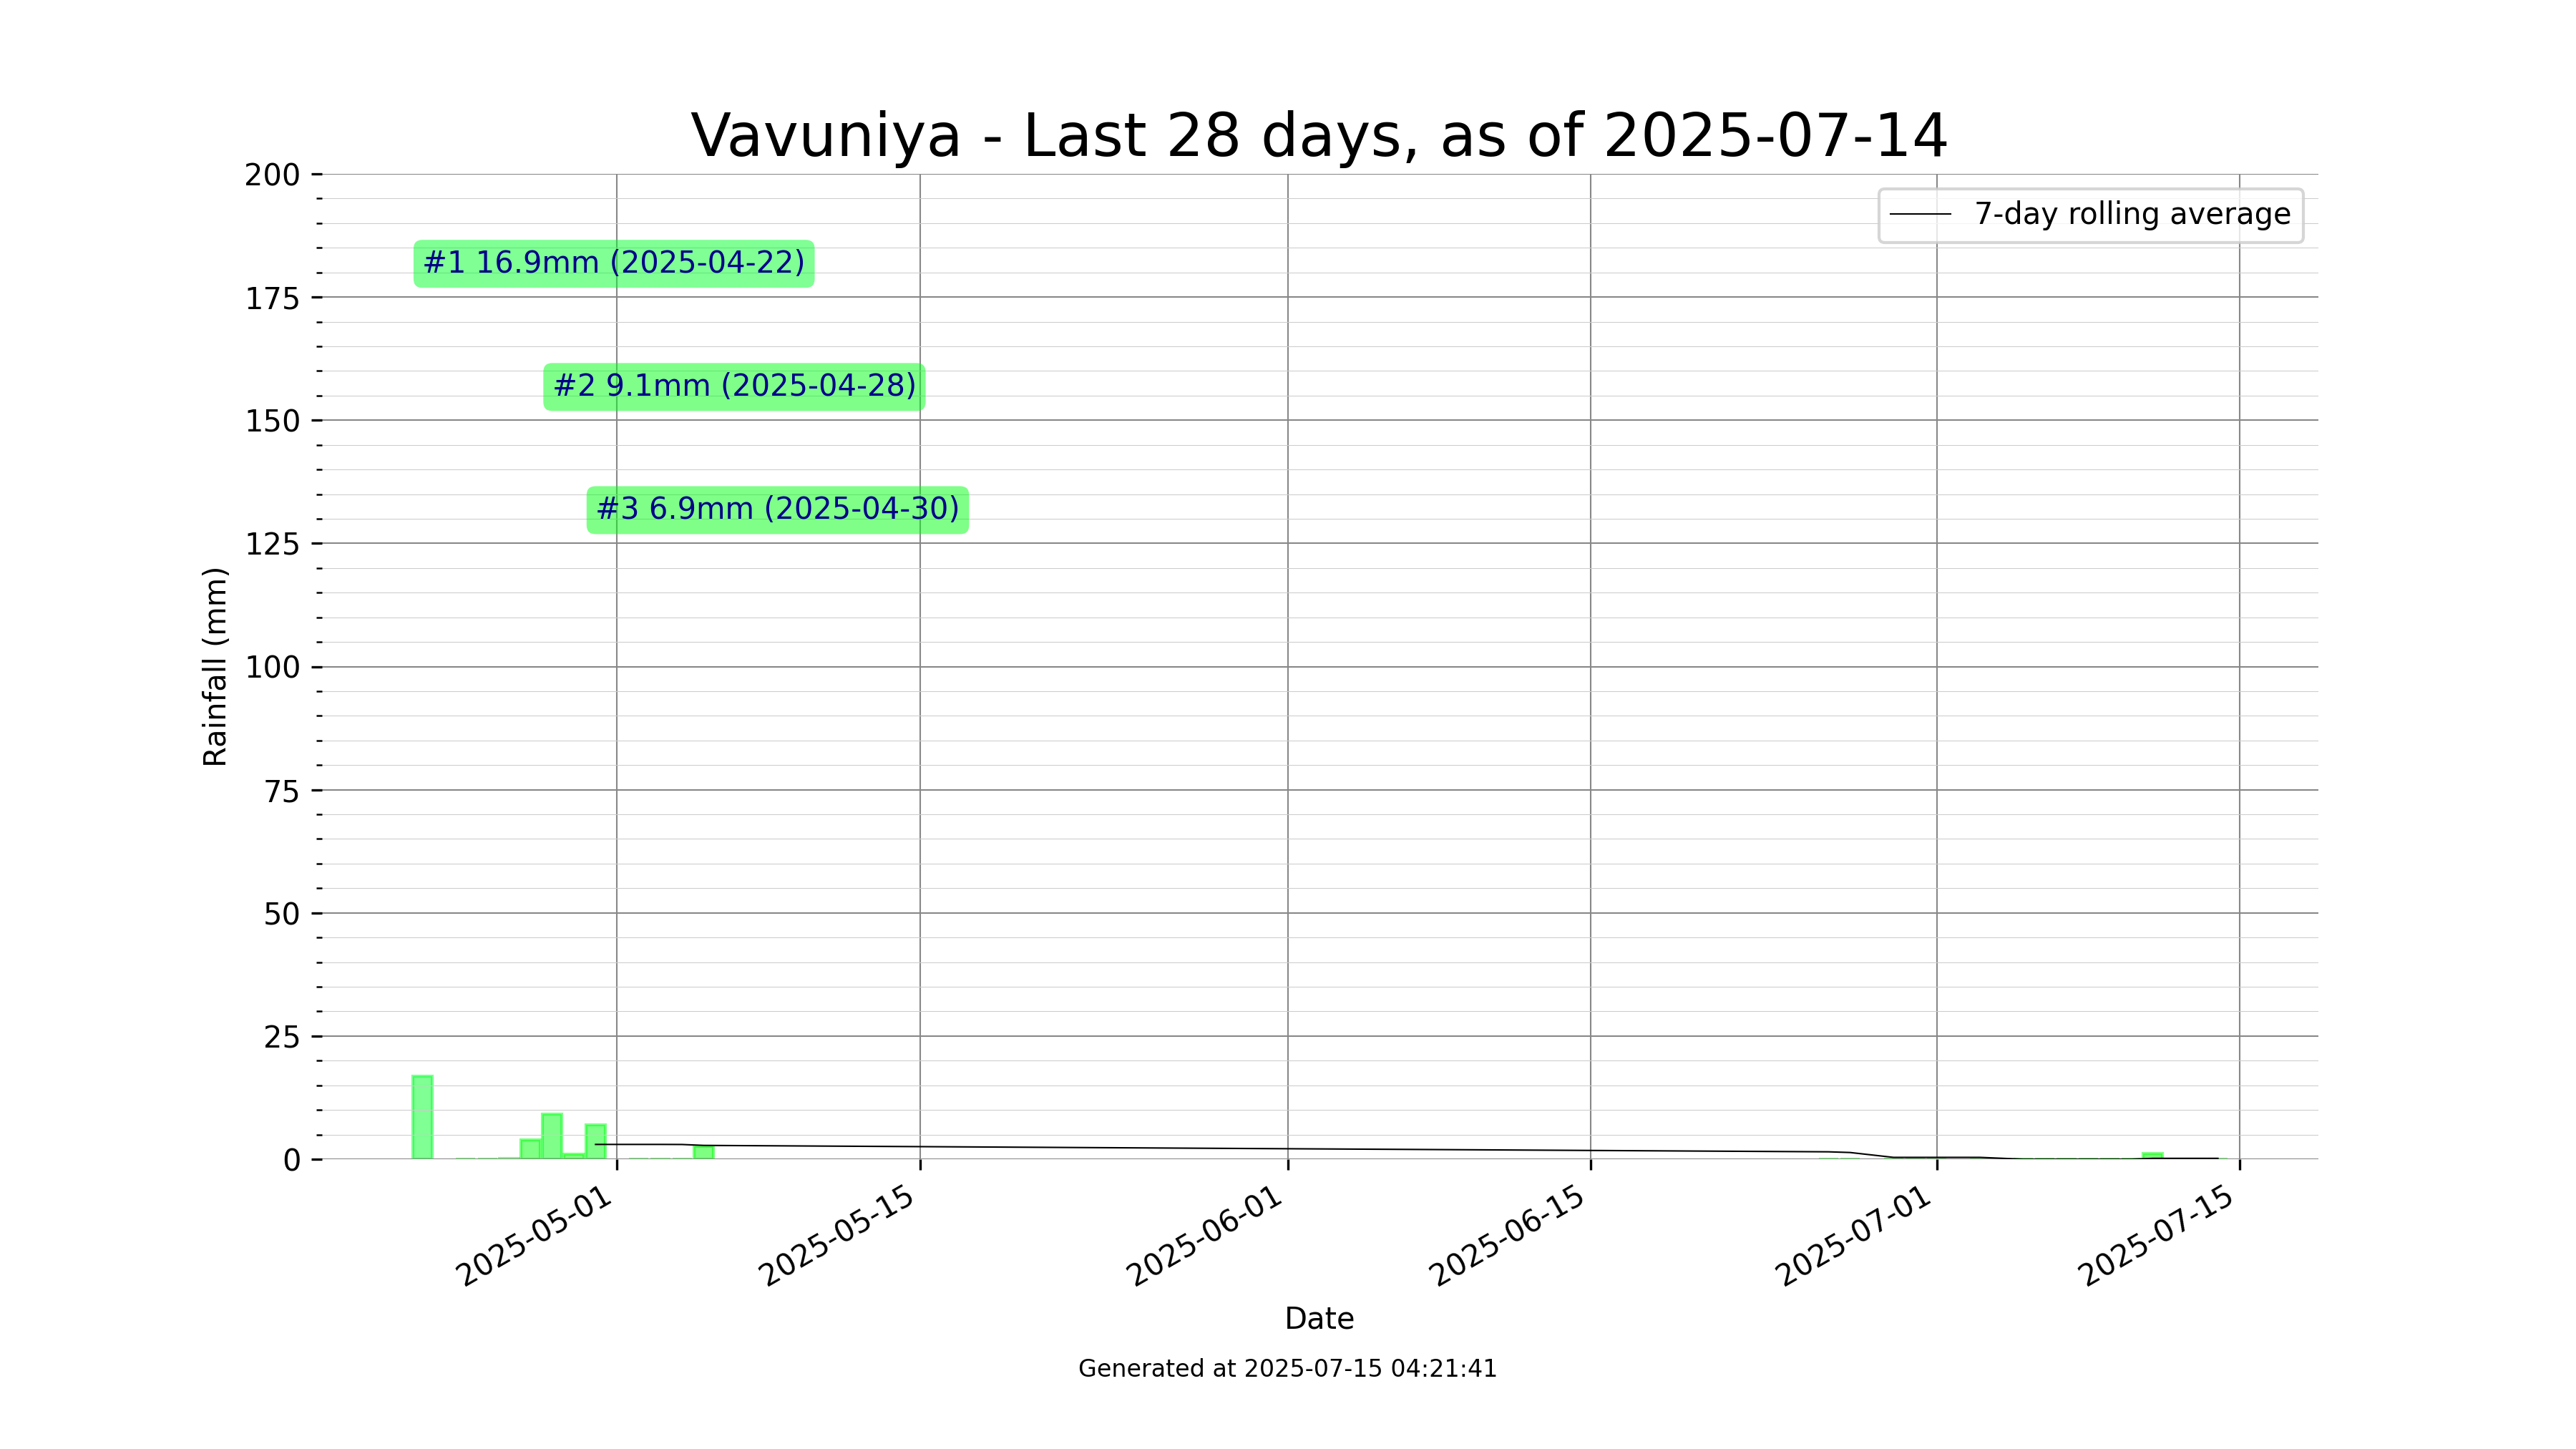 Vavuniya - Last 28 days, as of 2025-07-14
200
175
150
125
100
75
50
25
0
Rainfall (mm)
7-day rolling average
#1 16.9mm (2025-04-22)
#2 9.1mm (2025-04-28)
#3 6.9mm (2025-04-30)
2025-05-01
2025-05-15
2025-06-01
2025-06-15
2025-07-01
2025-07-15
Date
Generated at 2025-07-15 04:21:41